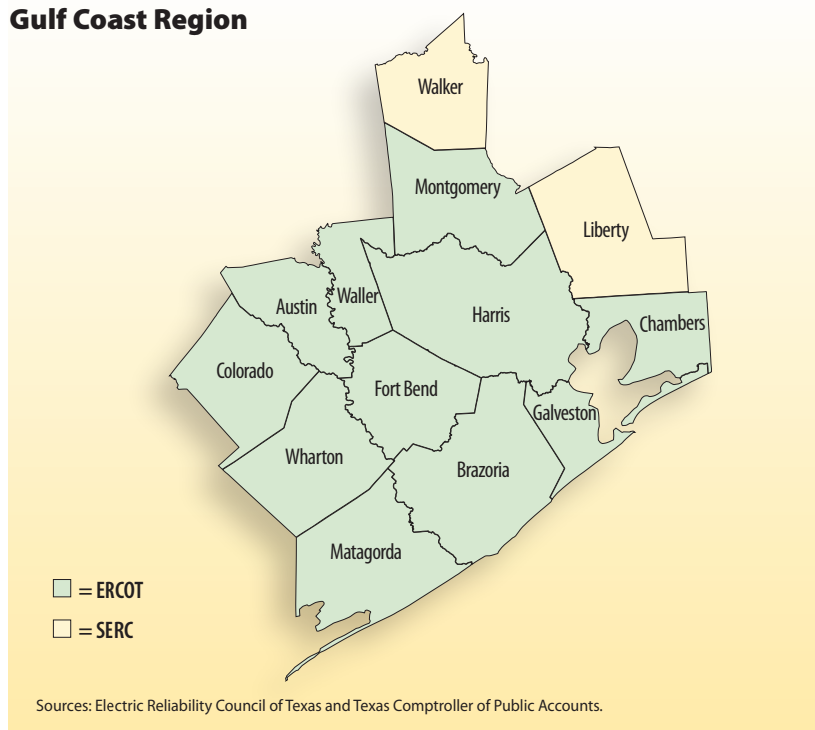 Gulf Coast Region
Walker
Montgomery
Liberty
Austin
Waller
Harris
Chambers
Colorado
Fort Bend
Galveston
Wharton
Brazoria
Matagorda
= ERCOT
= SERC
Sources: Electric Reliability Council of Texas and Texas Comptroller of Public Accounts.